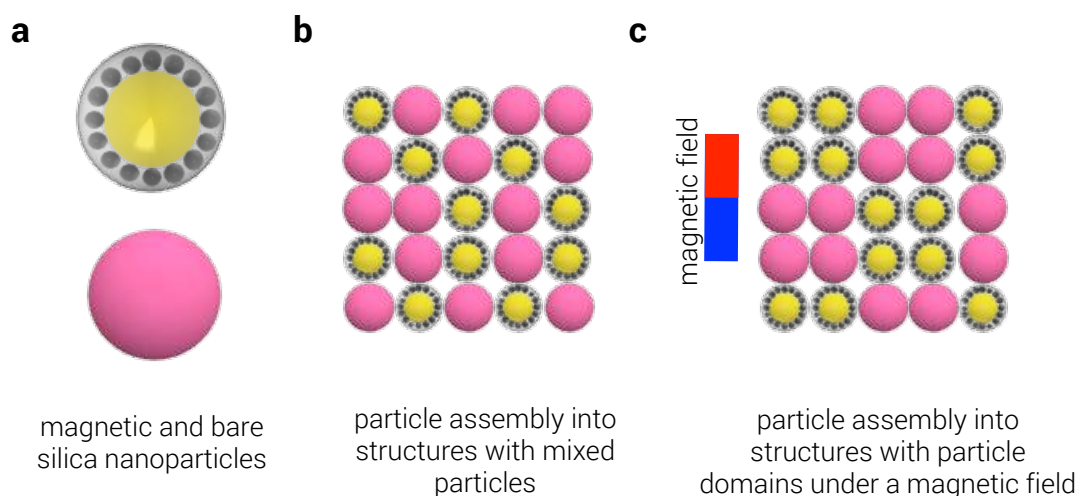 a
b
c
magnetic field
magnetic and bare
silica nanoparticles
particle assembly into
structures with mixed
particles
particle assembly into
structures with particle
domains under a magnetic field